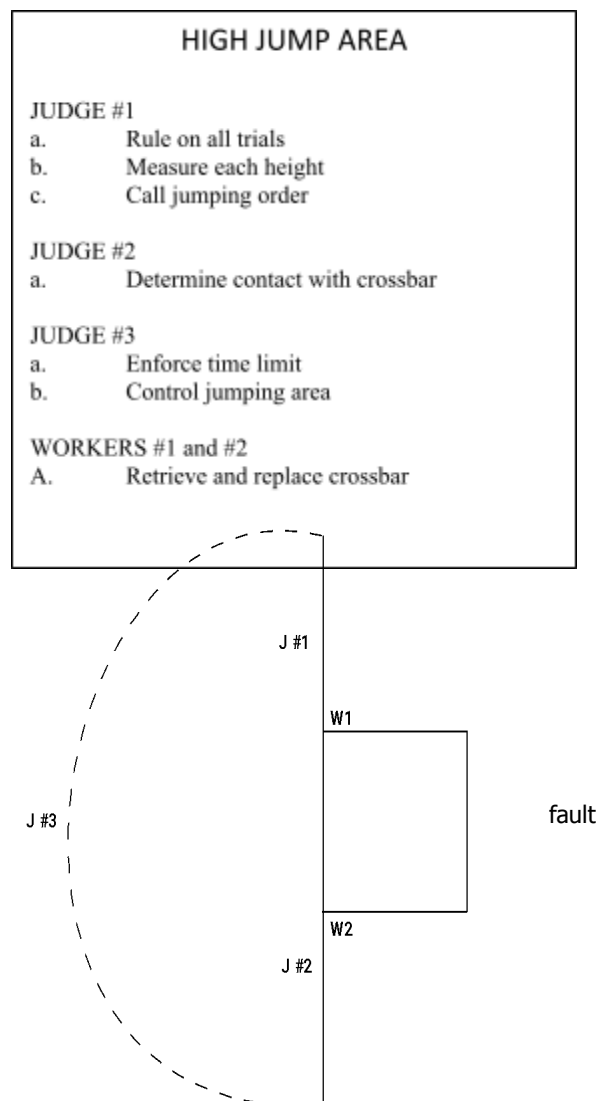 HIGH JUMP AREA
JUDGE #1
a. Rule on all trials
b. Measure each height
c. Call jumping order
JUDGE #2
a. Determine contact with crossbar
JUDGE #3
a. Enforce time limit
b. Control jumping area
WORKERS #1 and #2
A. Retrieve and replace crossbar
J #1
W1
J #3
fault
W2
J #2